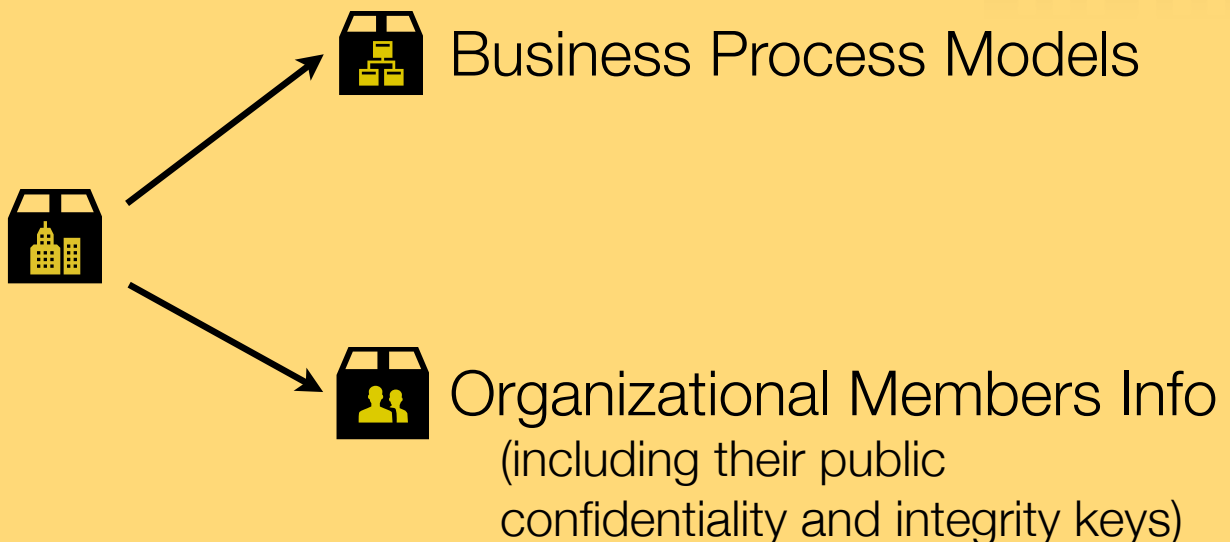 Business Process Models
Organizational Members Info
(including their public
confidentiality and integrity keys)